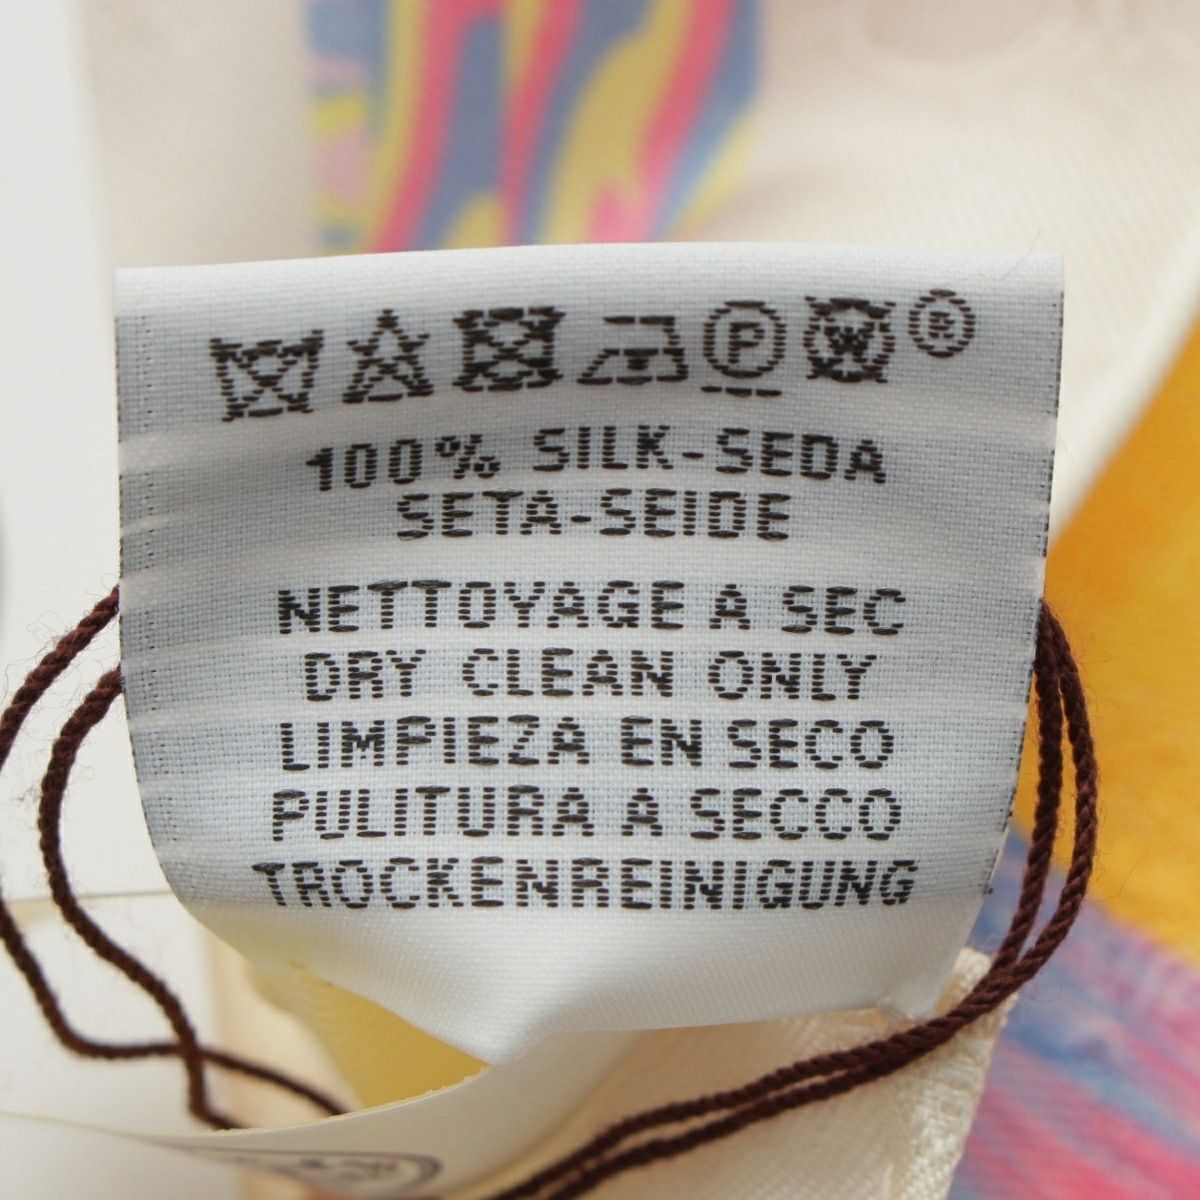 P W ®
100% SILK-SEDA
SETA-SEIDE
NETTOYAGE A SEC
DRY CLEAN ONLY
LIMPIEZA EN SECO
PULITURA A SECCO
TROCKENREINIGUNG